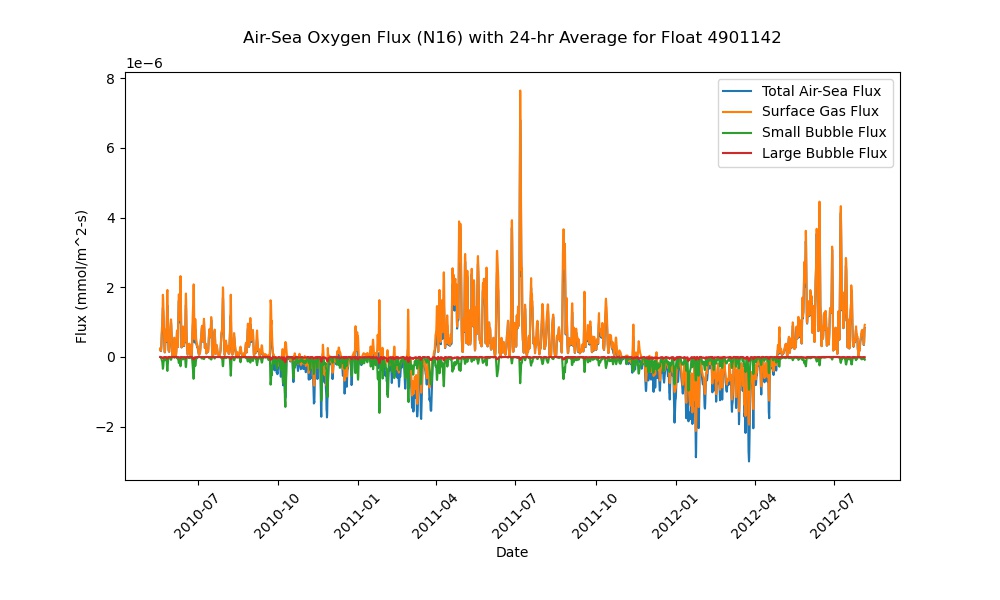 Air-Sea Oxygen Flux (N16) with 24-hr Average for Float 4901142
1e−6
Total Air-Sea Flux
Surface Gas Flux
Small Bubble Flux
Large Bubble Flux
8
6
4
2
0
−2
Flux (mmol/m^2-s)
2010-07
2010-10
2011-01
2011-04
2011-07
2011-10
2012-01
2012-04
2012-07
Date